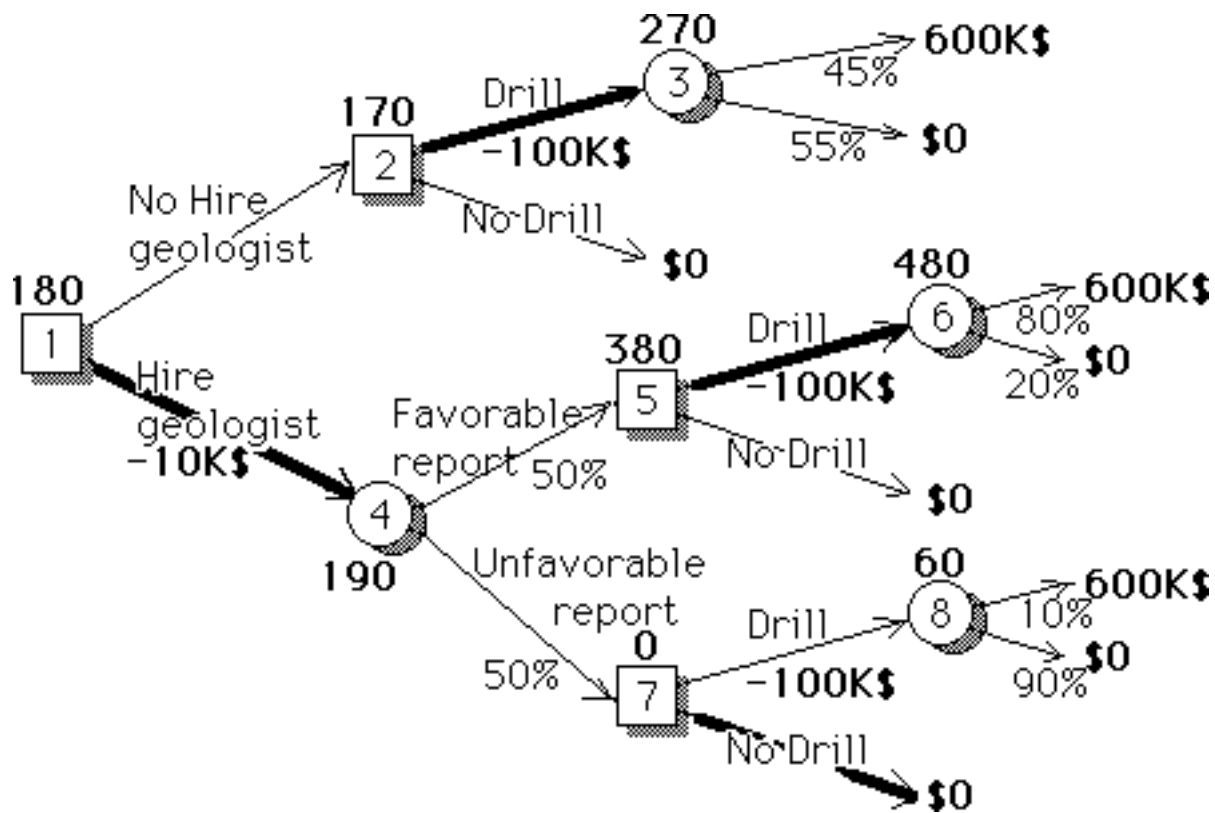 270
600K$
3
45%
Drill
170
-100K$
55%
$0
2
No Hire
geologist
No Drill
$0
180
480
600K$
1
6
80%
Drill
380
-100K$
20%
$0
Hire
geologist
-10K$
5
Favorable
report
50%
No Drill
$0
4
190
Unfavorable
report
60
600K$
8
10%
Drill
0
50%
-100K$
90%
$0
7
No Drill
$0